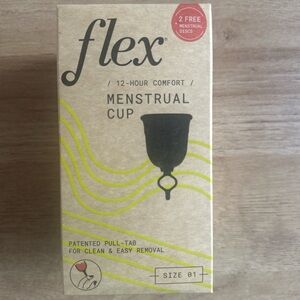 flex®
2 FREE
MENSTRUAL
DISCS
/ 12-HOUR COMFORT /
MENSTRUAL
CUP
PATENTED PULL-TAB
FOR CLEAN & EASY REMOVAL
SIZE 01